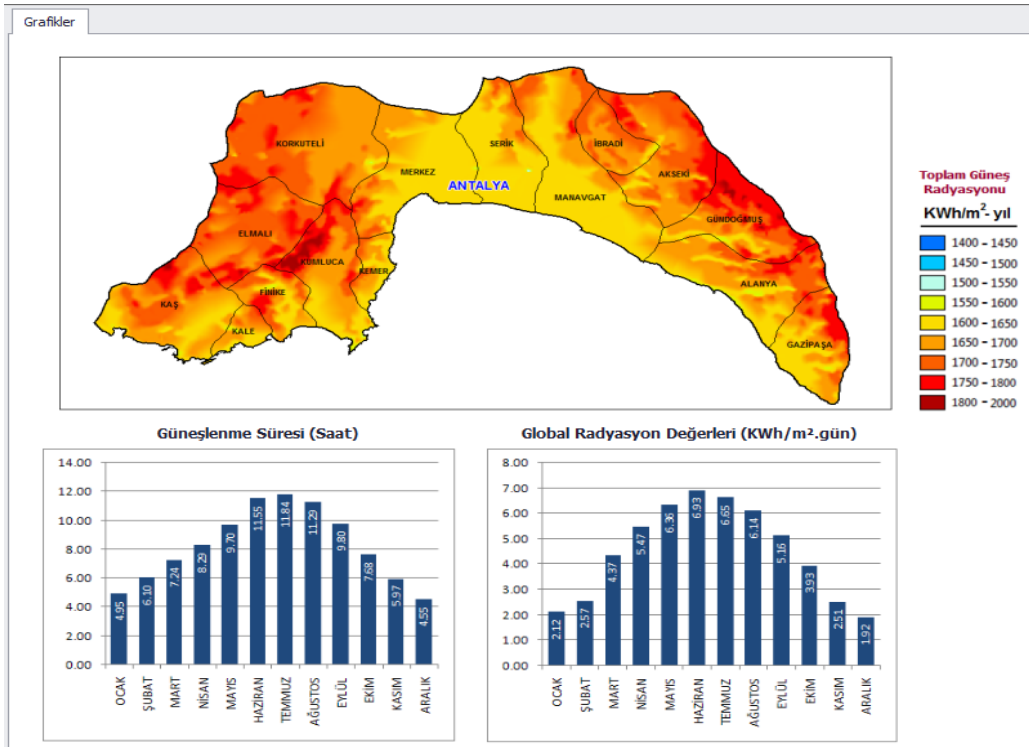 Grafikler
KORKUTELİ
SERİK
İBRADİ
MERKEZ
AKSEKİ
ANTALYA
MANAVGAT
GÜNDOĞMUŞ
ELMALI
KUMLUCA
KEMER
ALANYA
FİNİKE
KAŞ
KALE
GAZİPAŞA
Toplam Güneş
Radyasyonu
KWh/m²- yıl
1400 - 1450
1450 - 1500
1500 - 1550
1550 - 1600
1600 - 1650
1650 - 1700
1700 - 1750
1750 - 1800
1800 - 2000
Güneşlenme Süresi (Saat)
14.00
12.00
10.00
8.00
6.00
4.00
2.00
0.00
4.95
6.10
7.24
8.29
9.70
11.55
11.84
11.29
9.80
7.68
5.97
4.55
OCAK
ŞUBAT
MART
NİSAN
MAYIS
HAZİRAN
TEMMUZ
AĞUSTOS
EYLÜL
EKİM
KASIM
ARALIK
Global Radyasyon Değerleri (KWh/m².gün)
8.00
7.00
6.00
5.00
4.00
3.00
2.00
1.00
0.00
2.12
2.57
4.37
5.47
6.36
6.93
6.65
6.14
5.16
3.93
2.51
1.92
OCAK
ŞUBAT
MART
NİSAN
MAYIS
HAZİRAN
TEMMUZ
AĞUSTOS
EYLÜL
EKİM
KASIM
ARALIK